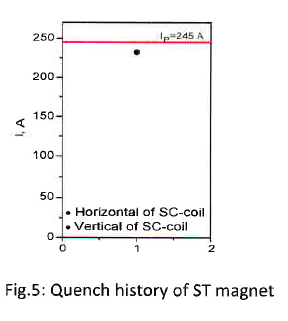 250
I_P=245 A
200
150
I, A
100
50
• Horizontal of SC-coil
• Vertical of SC-coil
0
0 1 2
Fig.5: Quench history of ST magnet